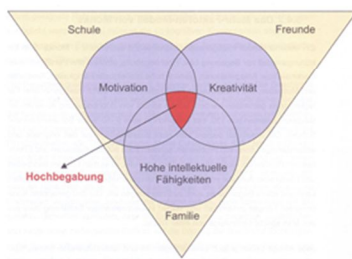 Schule
Freunde
Motivation
Kreativität
Hochbegabung
Hohe intellektuelle
Fähigkeiten
Familie